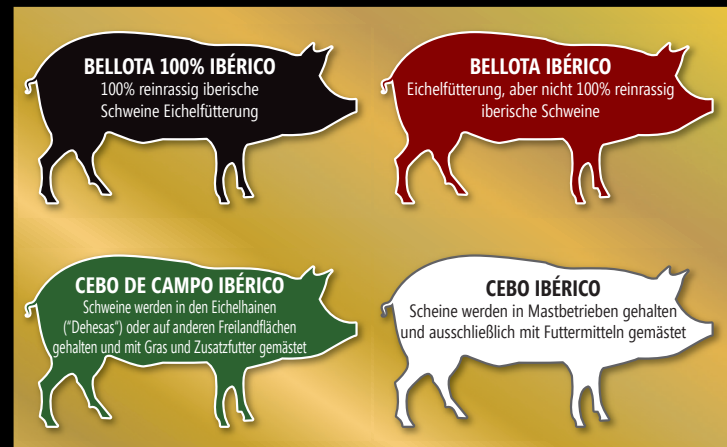 BELLOTA 100% IBÉRICO
100% reinrassig iberische
Schweine Eichelfütterung
BELLOTA IBÉRICO
Eichelfütterung, aber nicht 100% reinrassig
iberische Schweine
CEBO DE CAMPO IBÉRICO
Schweine werden in den Eichelhainen
("Dehesas") oder auf anderen Freilandflächen
gehalten und mit Gras und Zusatzfutter gemästet
CEBO IBÉRICO
Scheine werden in Mastbetrieben gehalten
und ausschließlich mit Futtermitteln gemästet